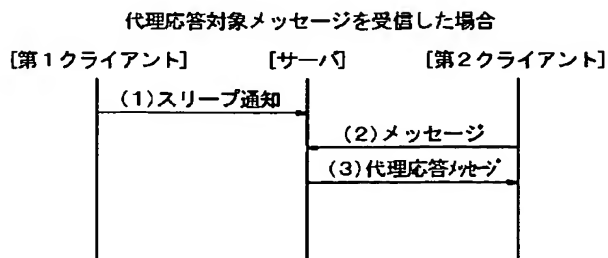 代理応答対象メッセージを受信した場合
[第1クライアント] [サーバ] [第2クライアント]
(1)スリープ通知
(2)メッセージ
(3)代理応答ﾒｯｾｰｼﾞ